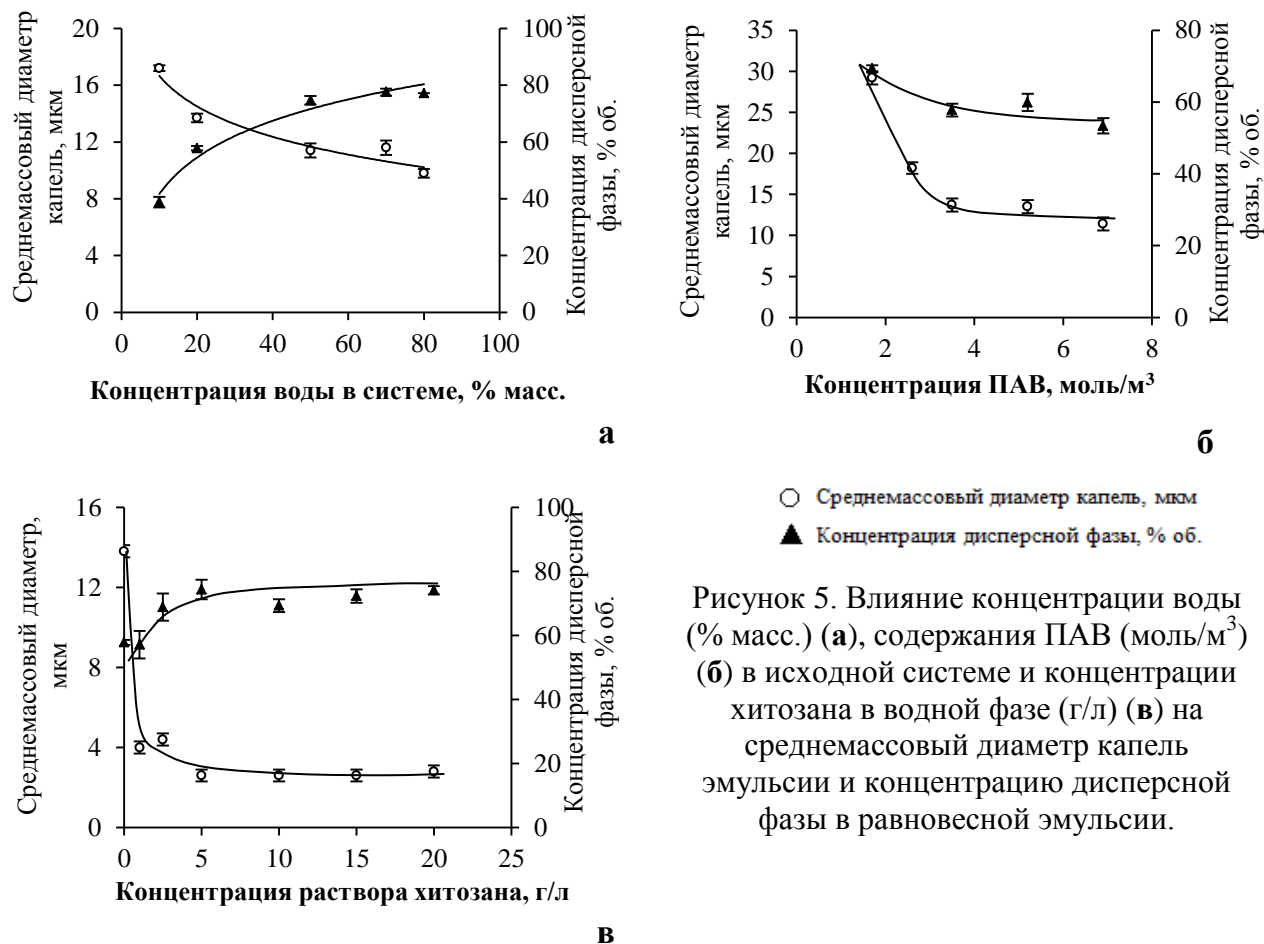 Среднемассовый диаметр
капель, мкм
20
16
12
8
4
0
100
80
60
40
20
0
Концентрация дисперсной
фазы, % об.
0 20 40 60 80 100
Концентрация воды в системе, % масс.
а
Среднемассовый диаметр
капель, мкм
35
30
25
20
15
10
5
0
80
60
40
20
0
Концентрация дисперсной
фазы, % об.
0 2 4 6 8
Концентрация ПАВ, моль/м³
б
Среднемассовый диаметр,
мкм
16
12
8
4
0
100
80
60
40
20
0
Концентрация дисперсной
фазы, % об.
0 5 10 15 20 25
Концентрация раствора хитозана, г/л
в
Среднемассовый диаметр капель, мкм
Концентрация дисперсной фазы, % об.
Рисунок 5. Влияние концентрации воды
(% масс.) (а), содержания ПАВ (моль/м³)
(б) в исходной системе и концентрации
хитозана в водной фазе (г/л) (в) на
среднемассовый диаметр капель
эмульсии и концентрацию дисперсной
фазы в равновесной эмульсии.